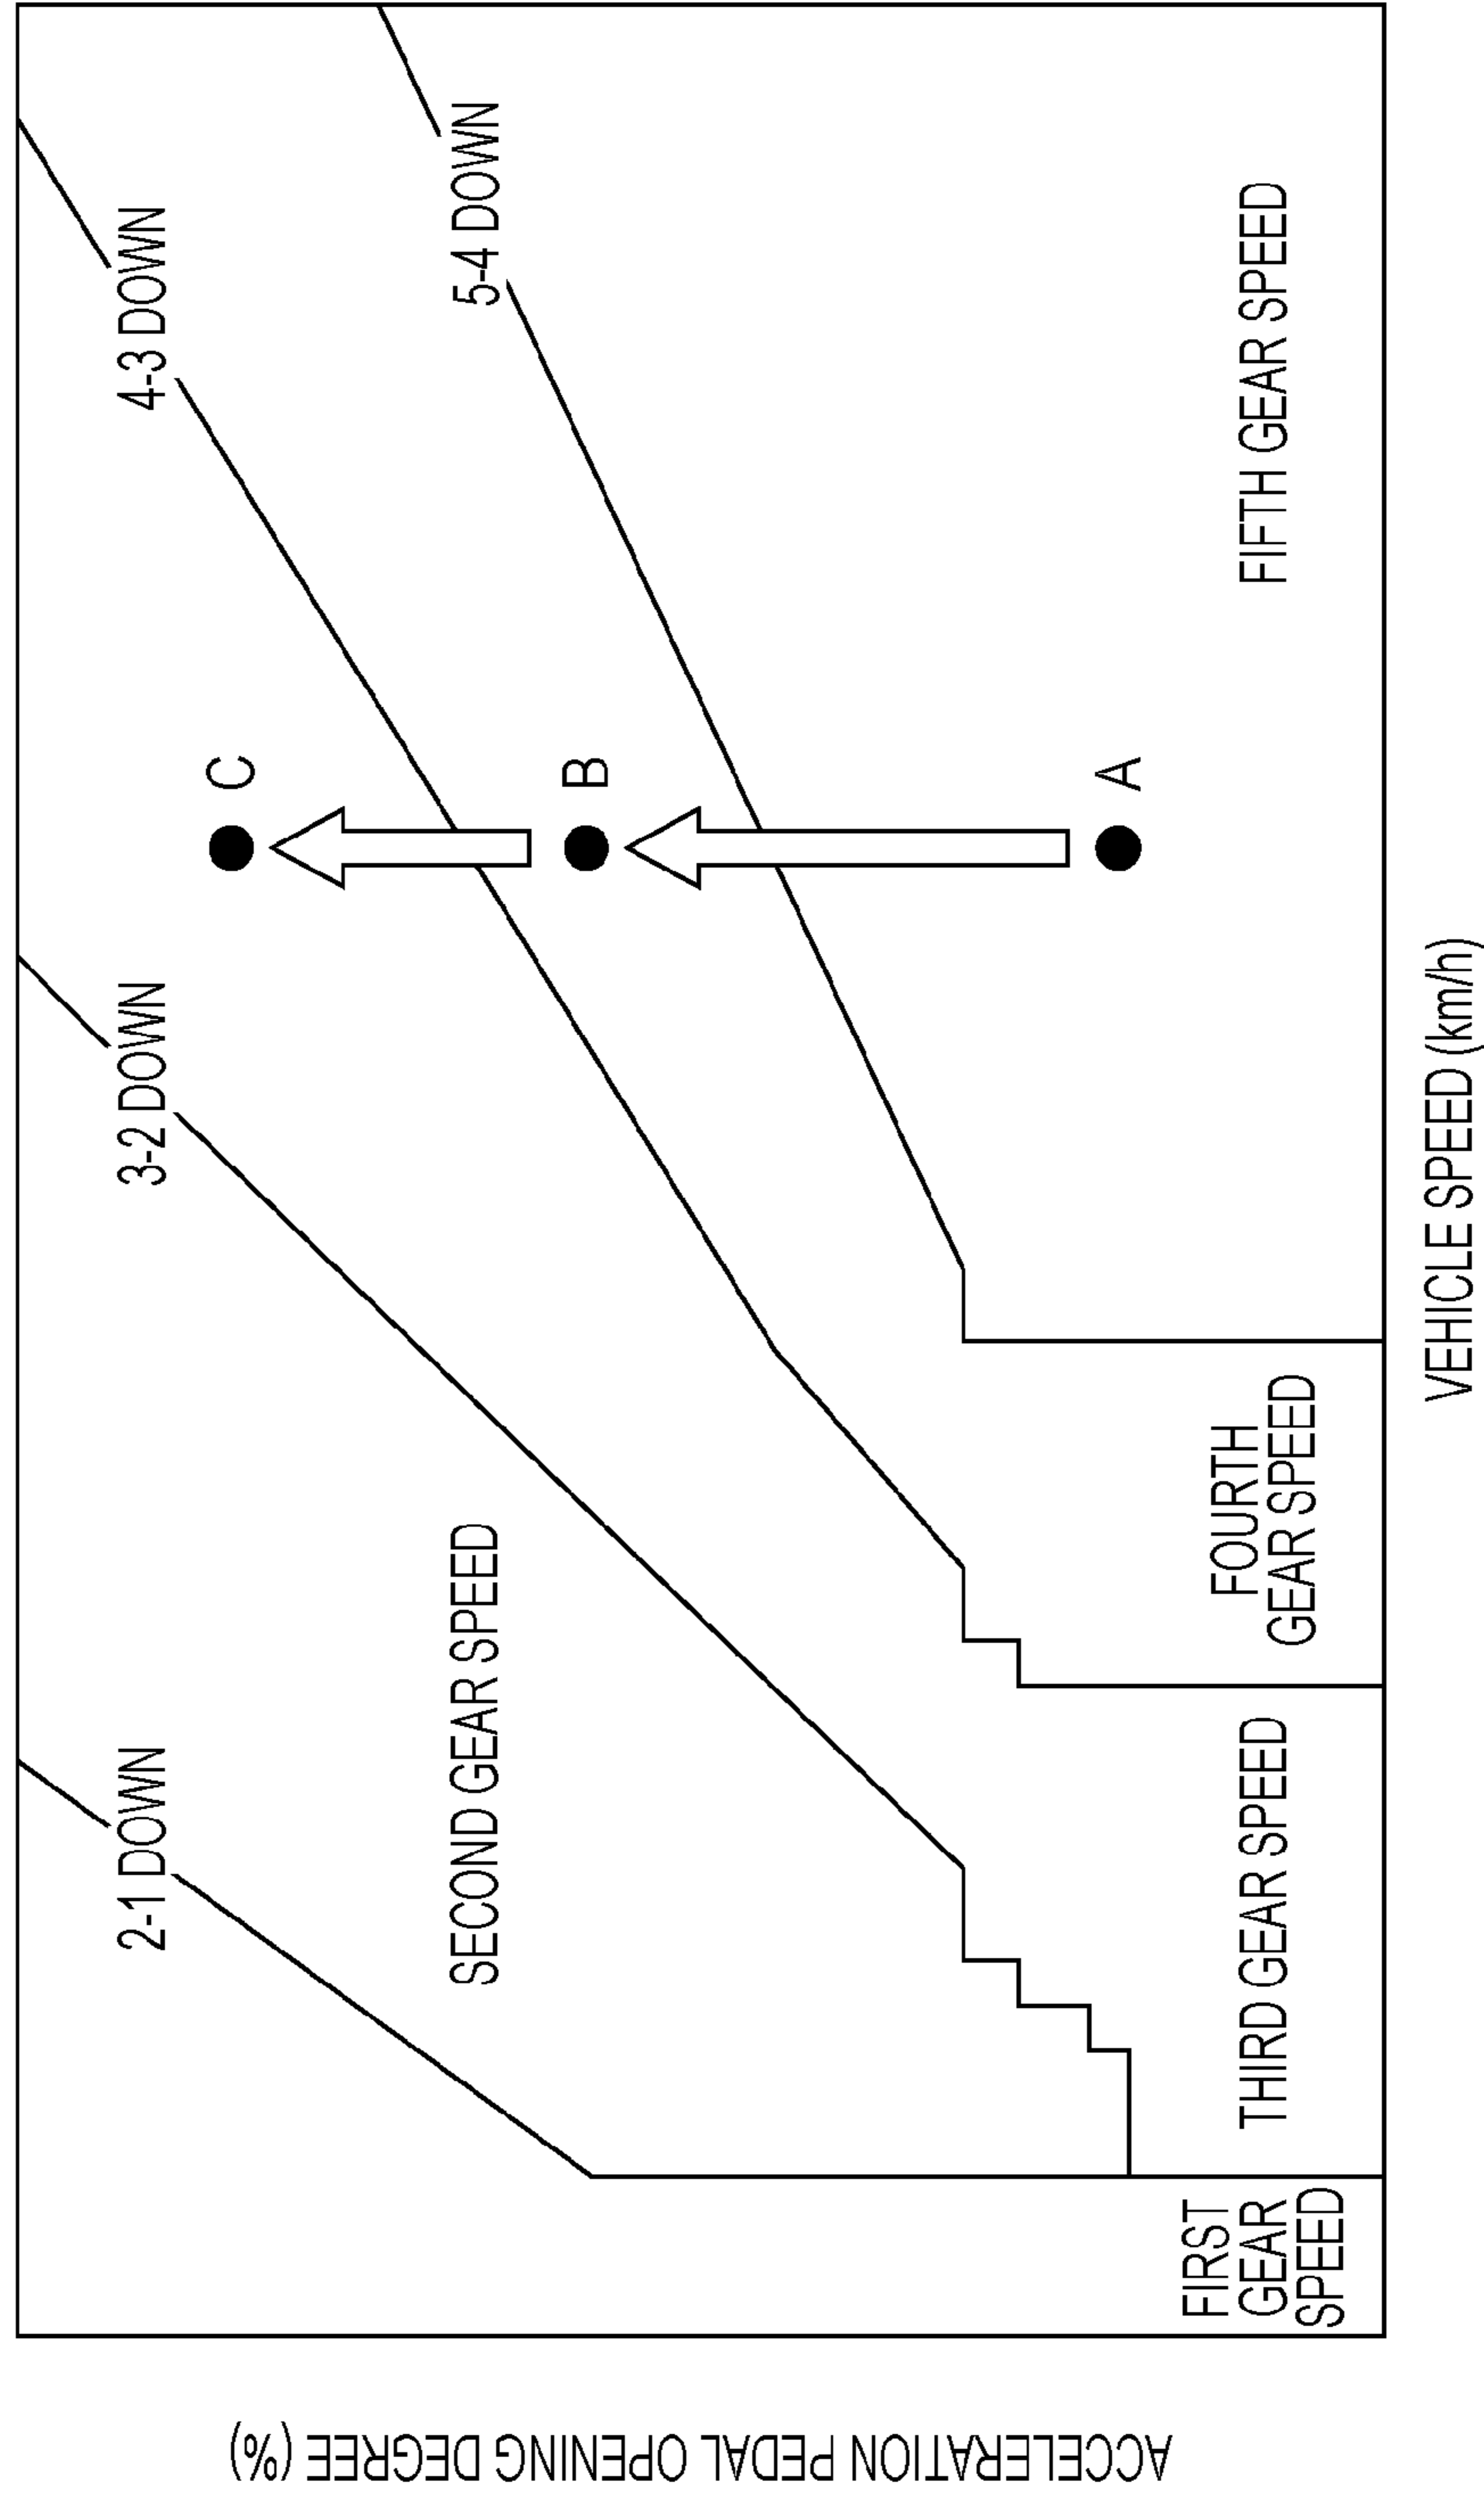 ACCELERATION PEDAL OPENING DEGREE (%)
2-1 DOWN
3-2 DOWN
4-3 DOWN
C
5-4 DOWN
SECOND GEAR SPEED
B
A
FIRST
GEAR
SPEED
THIRD GEAR SPEED
FOURTH
GEAR SPEED
FIFTH GEAR SPEED
VEHICLE SPEED (km/h)